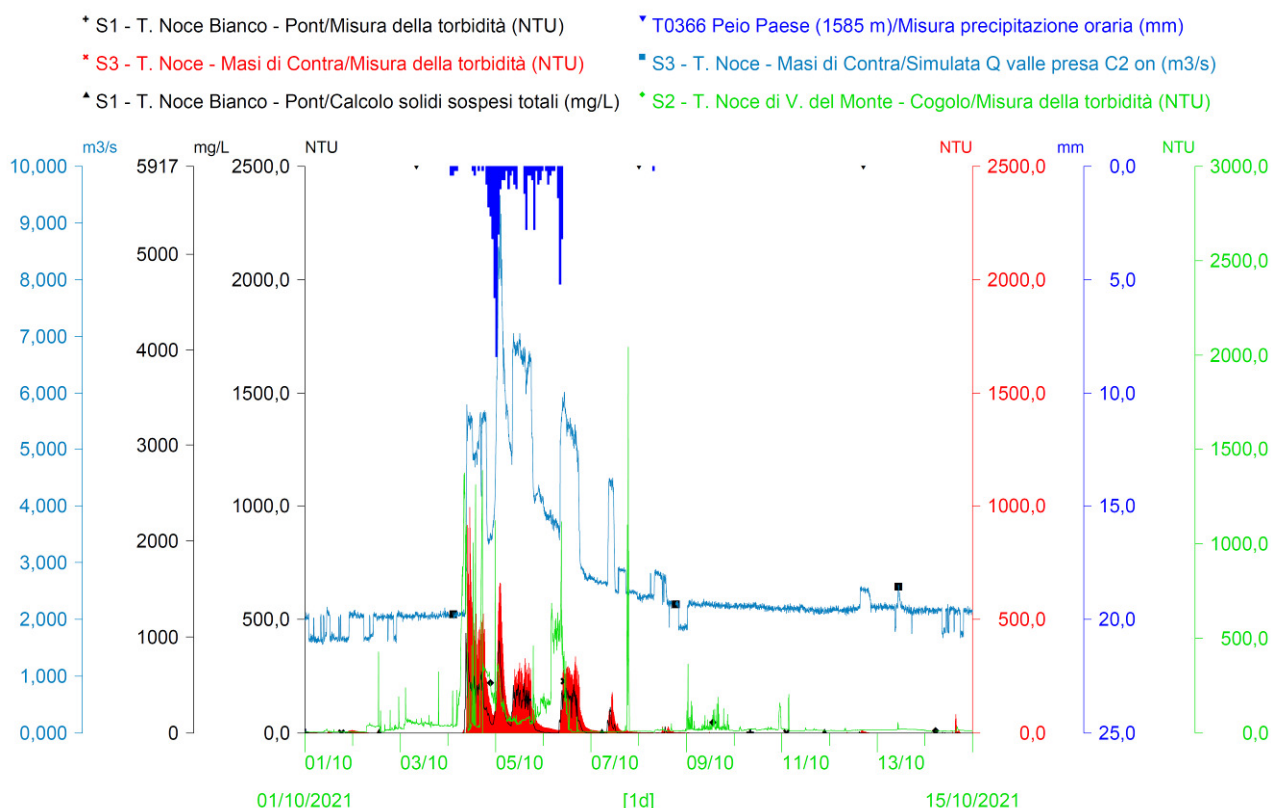 S1 - T. Noce Bianco - Pont/Misura della torbidità (NTU)
T0366 Peio Paese (1585 m)/Misura precipitazione oraria (mm)
S3 - T. Noce - Masi di Contra/Misura della torbidità (NTU)
S3 - T. Noce - Masi di Contra/Simulata Q valle presa C2 on (m3/s)
S1 - T. Noce Bianco - Pont/Calcolo solidi sospesi totali (mg/L)
S2 - T. Noce di V. del Monte - Cogolo/Misura della torbidità (NTU)
m3/s mg/L NTU NTU mm NTU
10,000 5917 2500,0 2500,0 0,0 3000,0
9,000 5000 2500,0
8,000 2000,0 2000,0 5,0
7,000 4000 2000,0
6,000 1500,0 1500,0 10,0
5,000 3000 1500,0
4,000 1000,0 1000,0 15,0
3,000 2000 1000,0
2,000 500,0 500,0 20,0
1,000 1000 500,0
0,000 0 0,0 0,0 25,0 0,0
01/10 03/10 05/10 07/10 09/10 11/10 13/10
01/10/2021 [1d] 15/10/2021